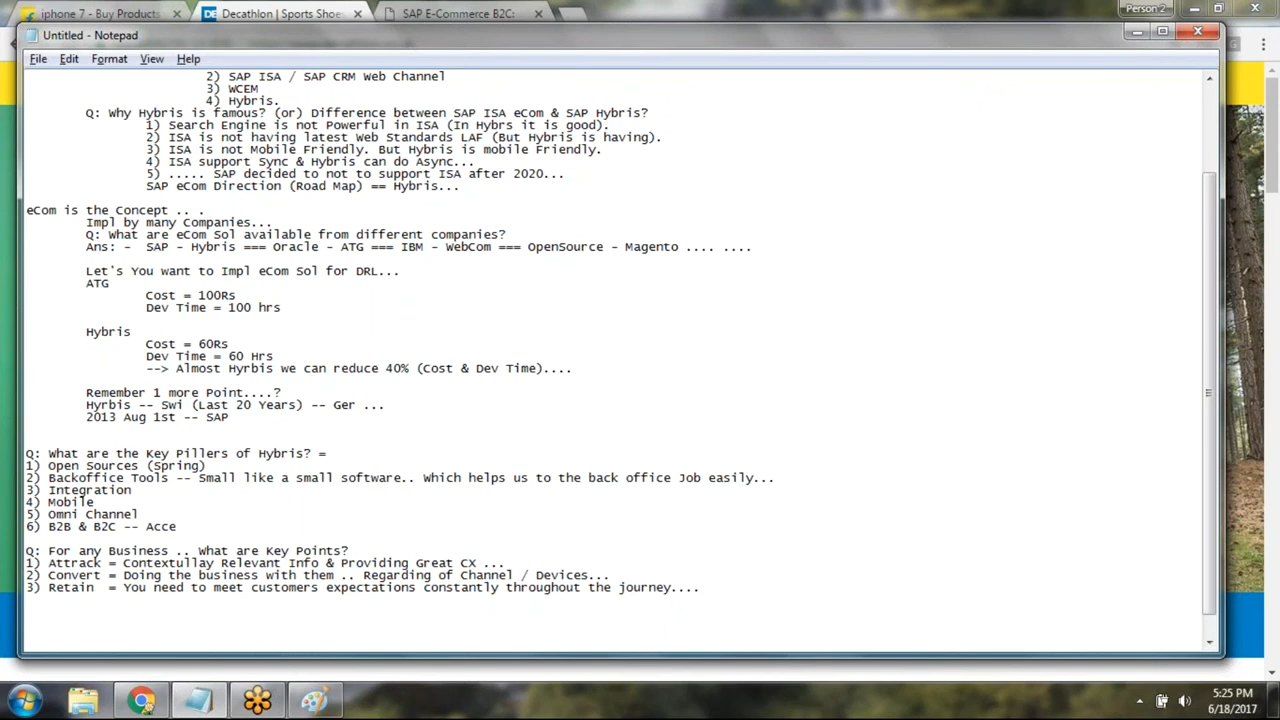 iphone 7 - Buy Products
Decathlon | Sports Shoes
SAP E-Commerce B2C:
Person 2
Untitled - Notepad
File Edit Format View Help
2) SAP ISA / SAP CRM Web Channel
3) WCEM
4) Hybris.
Q: Why Hybris is famous? (or) Difference between SAP ISA eCom & SAP Hybris?
1) Search Engine is not Powerful in ISA (In Hybrs it is good).
2) ISA is not having latest Web Standards LAF (But Hybris is having).
3) ISA is not Mobile Friendly. But Hybris is mobile Friendly.
4) ISA support Sync & Hybris can do Async...
5) ..... SAP decided to not to support ISA after 2020...
SAP eCom Direction (Road Map) == Hybris...
eCom is the Concept .. .
Impl by many Companies...
Q: What are eCom Sol available from different companies?
Ans: -  SAP - Hybris === Oracle - ATG === IBM - WebCom === OpenSource - Magento .... ....
Let's You want to Impl eCom Sol for DRL...
ATG
Cost = 100Rs
Dev Time = 100 hrs
Hybris
Cost = 60Rs
Dev Time = 60 Hrs
--> Almost Hyrbis we can reduce 40% (Cost & Dev Time)....
Remember 1 more Point....?
Hyrbis -- Swi (Last 20 Years) -- Ger ...
2013 Aug 1st -- SAP
Q: What are the Key Pillers of Hybris? =
1) Open Sources (Spring)
2) Backoffice Tools -- Small like a small software.. Which helps us to the back office Job easily...
3) Integration
4) Mobile
5) Omni Channel
6) B2B & B2C -- Acce
Q: For any Business .. What are Key Points?
1) Attrack = Contextullay Relevant Info & Providing Great CX ...
2) Convert = Doing the business with them .. Regarding of Channel / Devices...
3) Retain  = You need to meet customers expectations constantly throughout the journey....
5:25 PM
6/18/2017